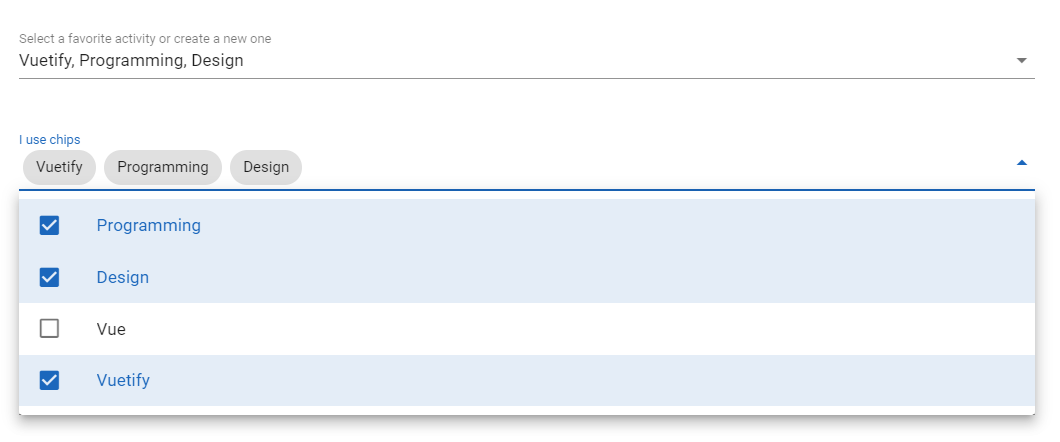 Select a favorite activity or create a new one
Vuetify, Programming, Design
I use chips
Vuetify Programming Design
Programming
Design
Vue
Vuetify